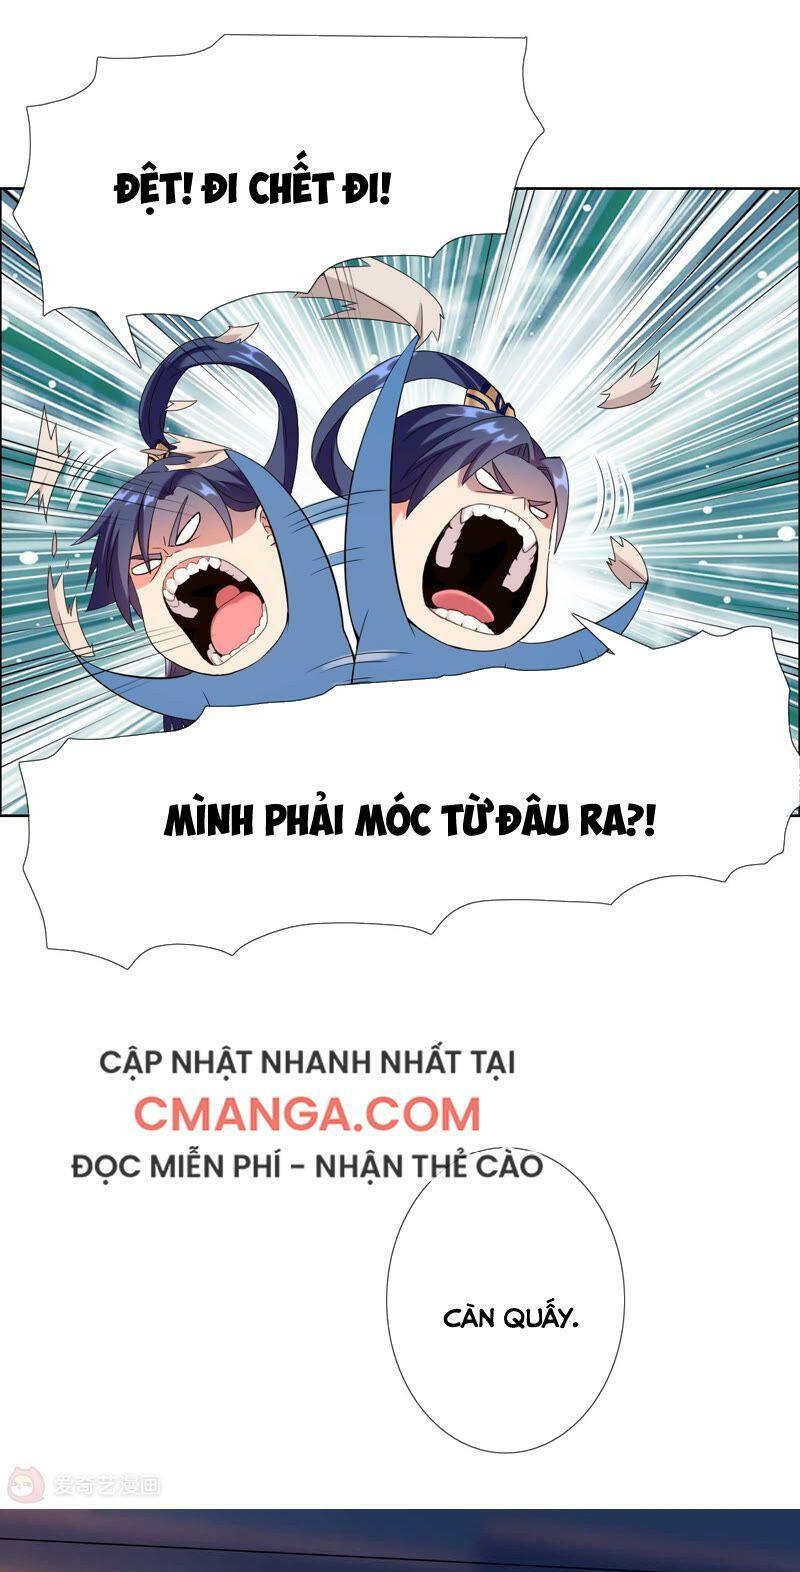 ĐỆT! ĐI CHẾT ĐI!
MÌNH PHẢI MÓC TỪ ĐÂU RA?!
CẬP NHẬT NHANH NHẤT TẠI
CMANGA.COM
ĐỌC MIỄN PHÍ - NHẬN THẺ CÀO
CÀN QUẤY.
爱奇艺漫画